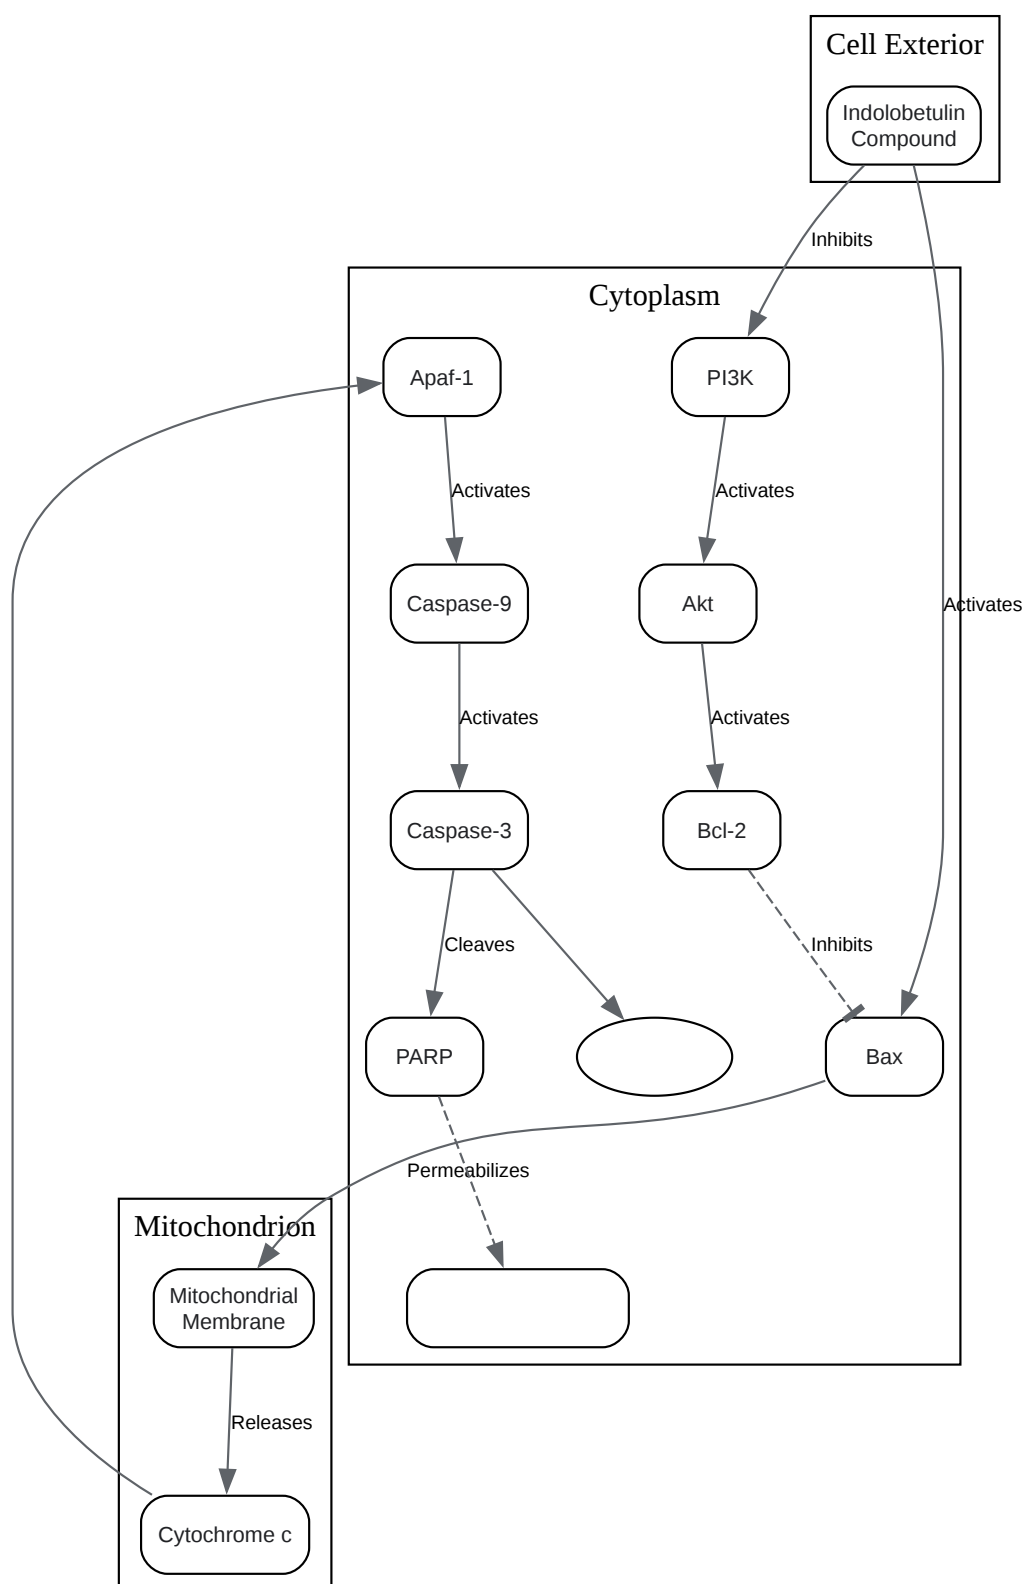 Cell Exterior
Indolobetulin
Compound
Inhibits
Cytoplasm
Apaf-1
PI3K
Activates
Activates
Caspase-9
Akt
Activates
Activates
Activates
Caspase-3
Bcl-2
Cleaves
Inhibits
PARP
Bax
Permeabilizes
Mitochondrion
Mitochondrial
Membrane
Releases
Cytochrome c